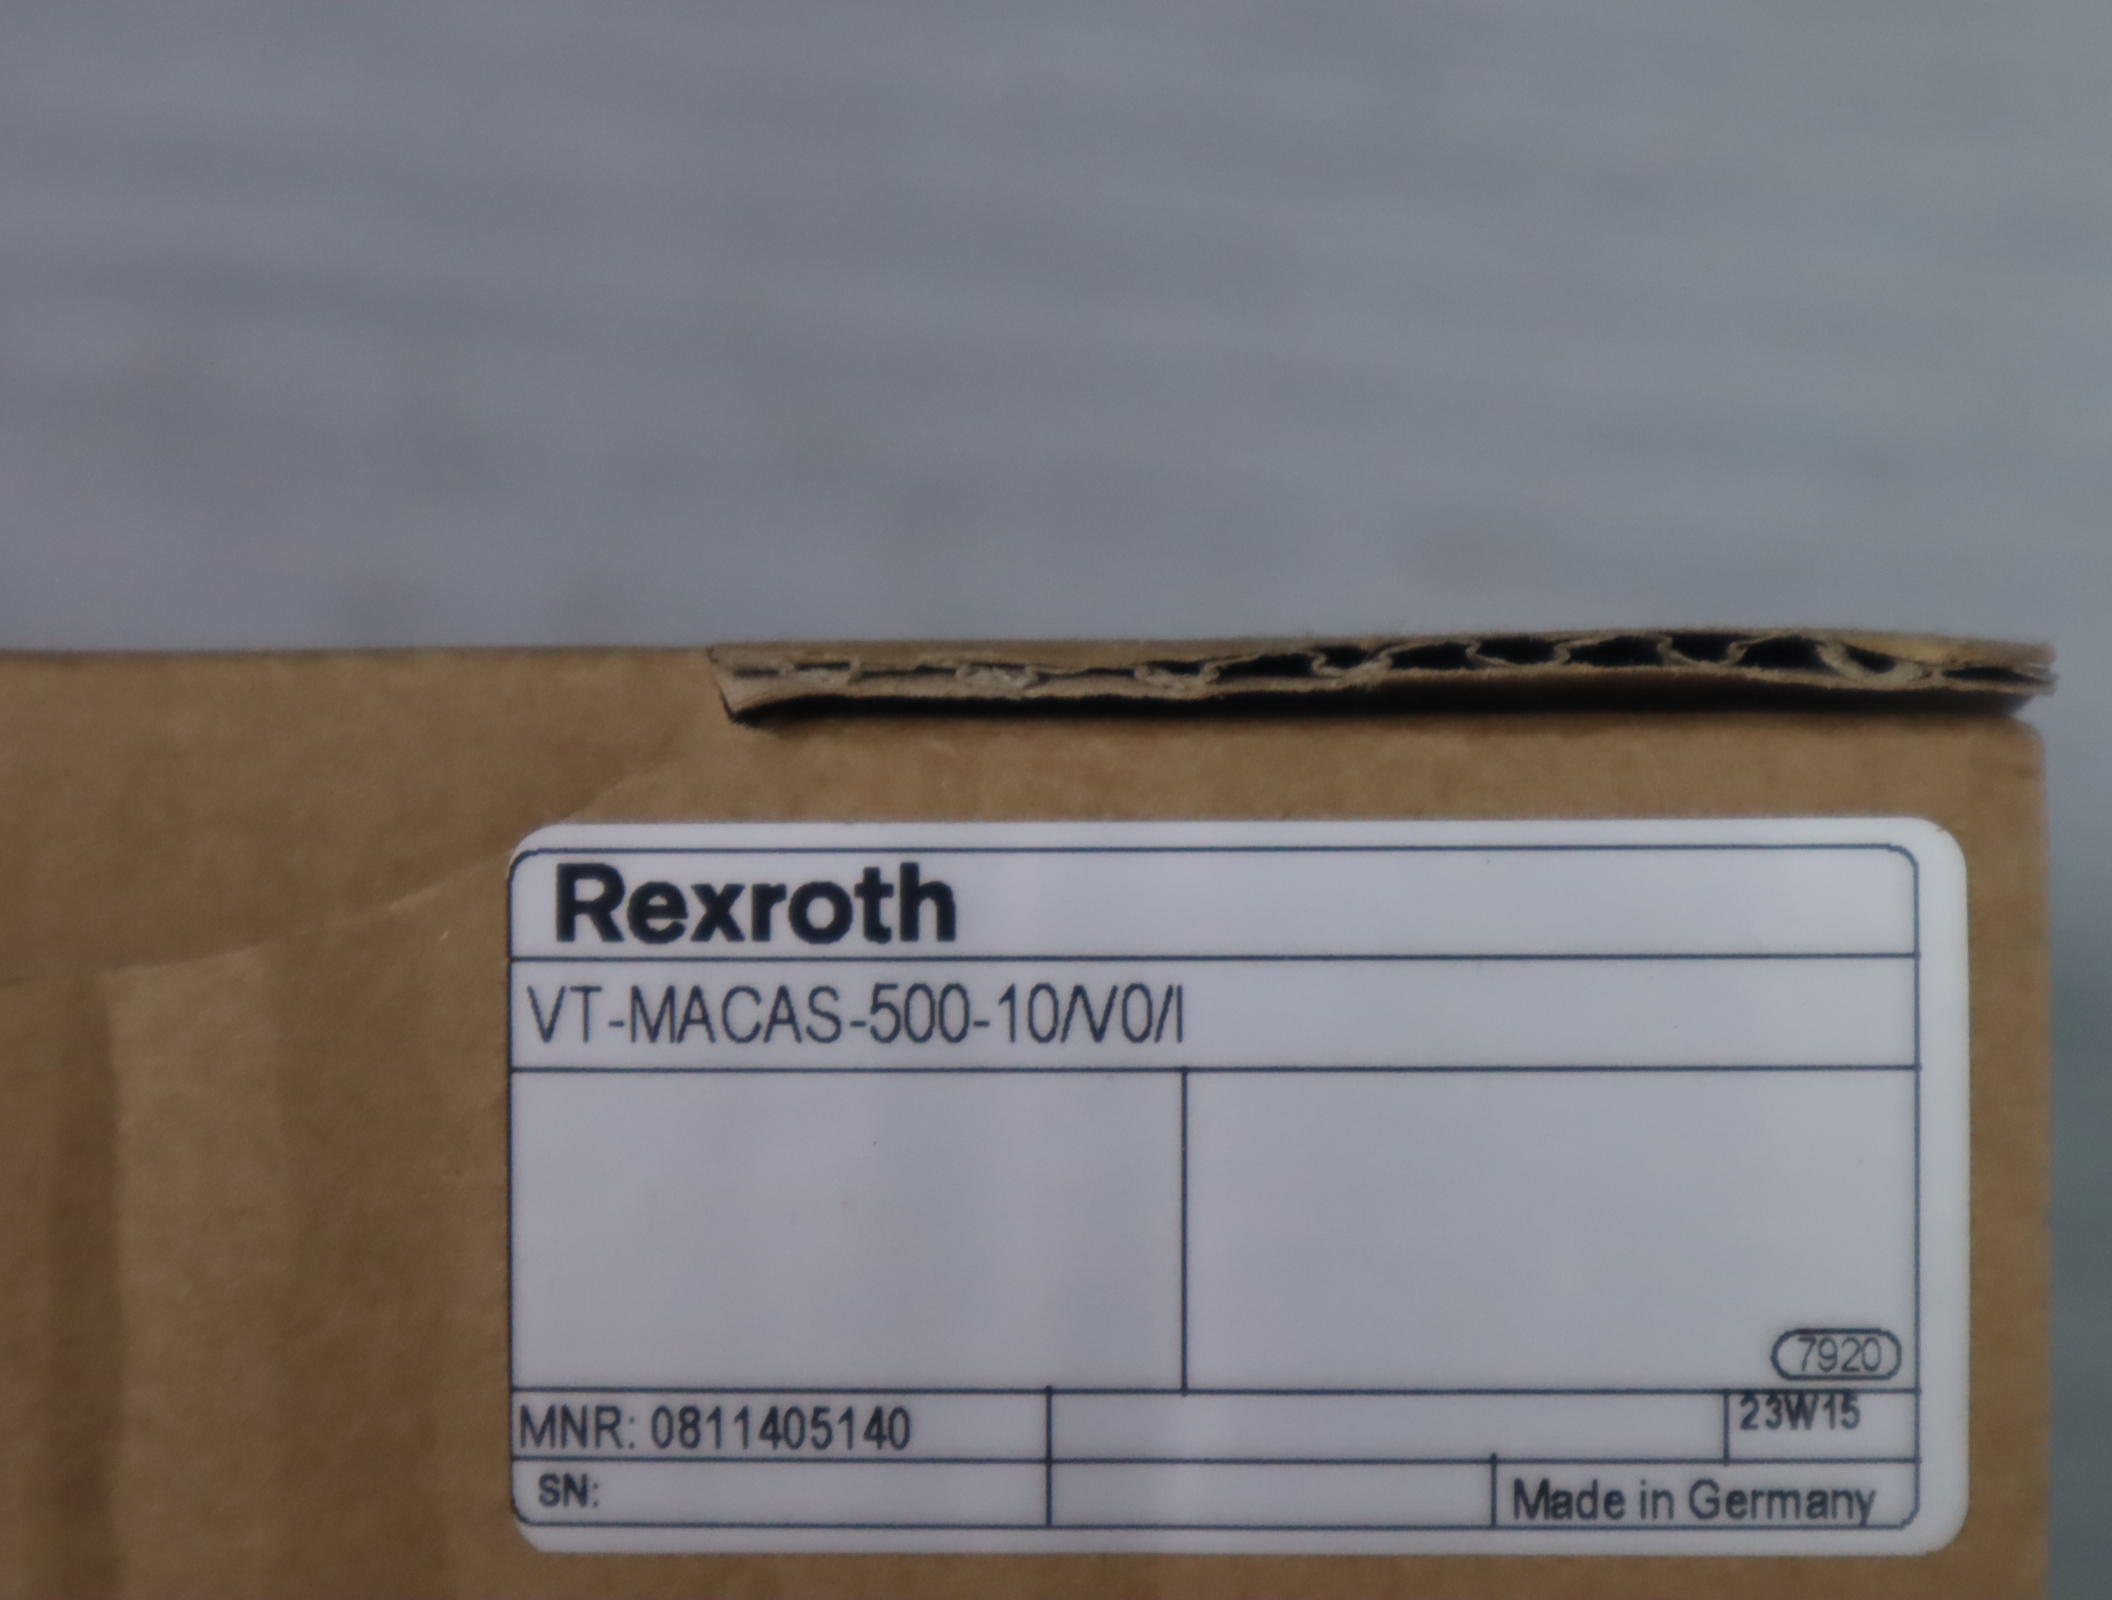 Rexroth
VT-MACAS-500-10/V0/I
7920
MNR: 0811405140
23W15
SN:
Made in Germany